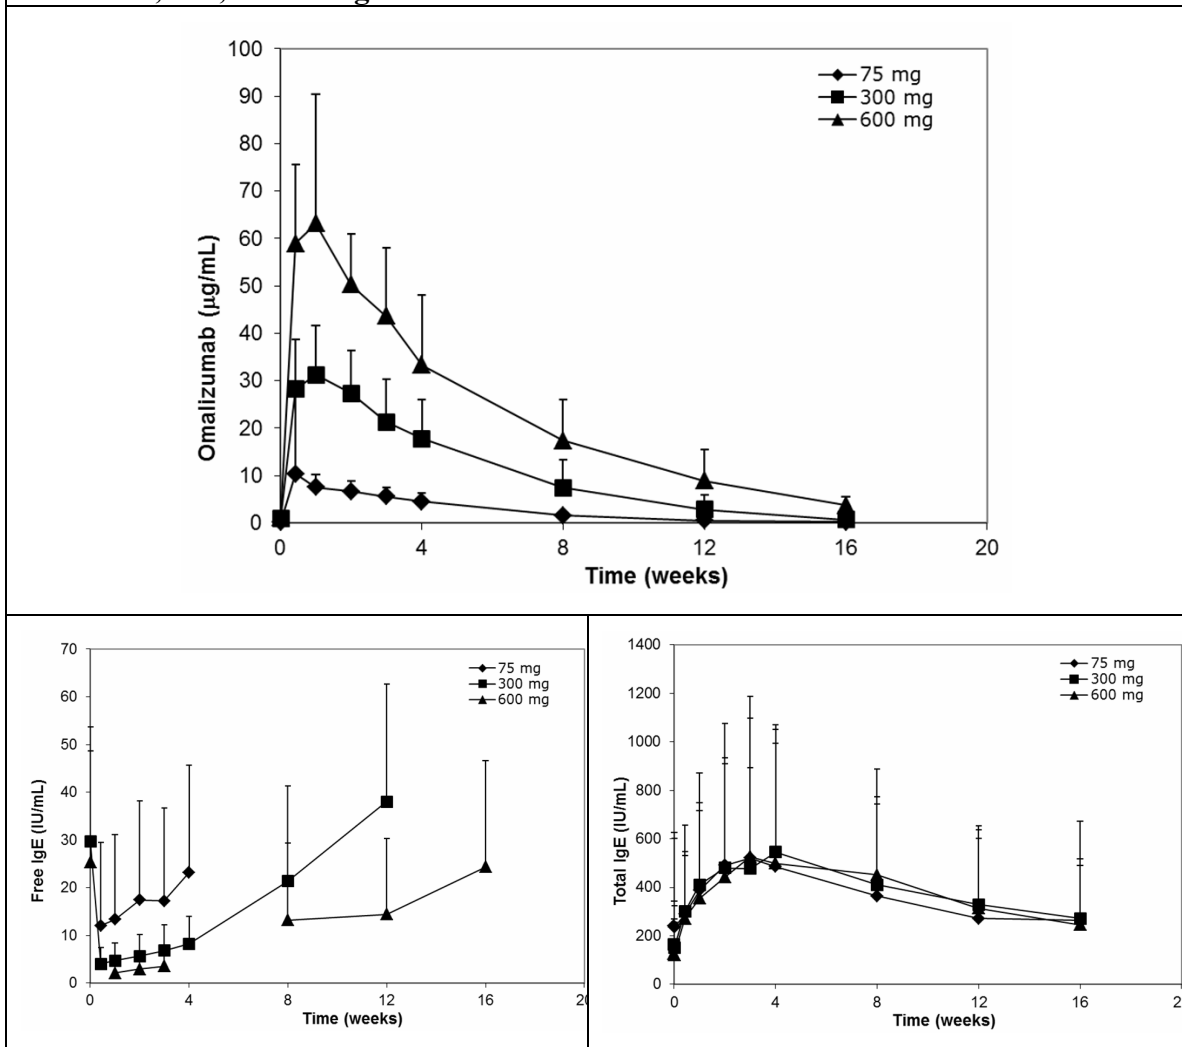 100
90
80
70
60
50
40
30
20
10
0
Omalizumab (µg/mL)
75 mg
300 mg
600 mg
0 4 8 12 16 20
Time (weeks)
70
60
50
40
30
20
10
0
Free IgE (IU/mL)
75 mg
300 mg
600 mg
0 4 8 12 16
Time (weeks)
1400
1200
1000
800
600
400
200
0
Total IgE (IU/mL)
75 mg
300 mg
600 mg
0 4 8 12 16
Time (weeks)